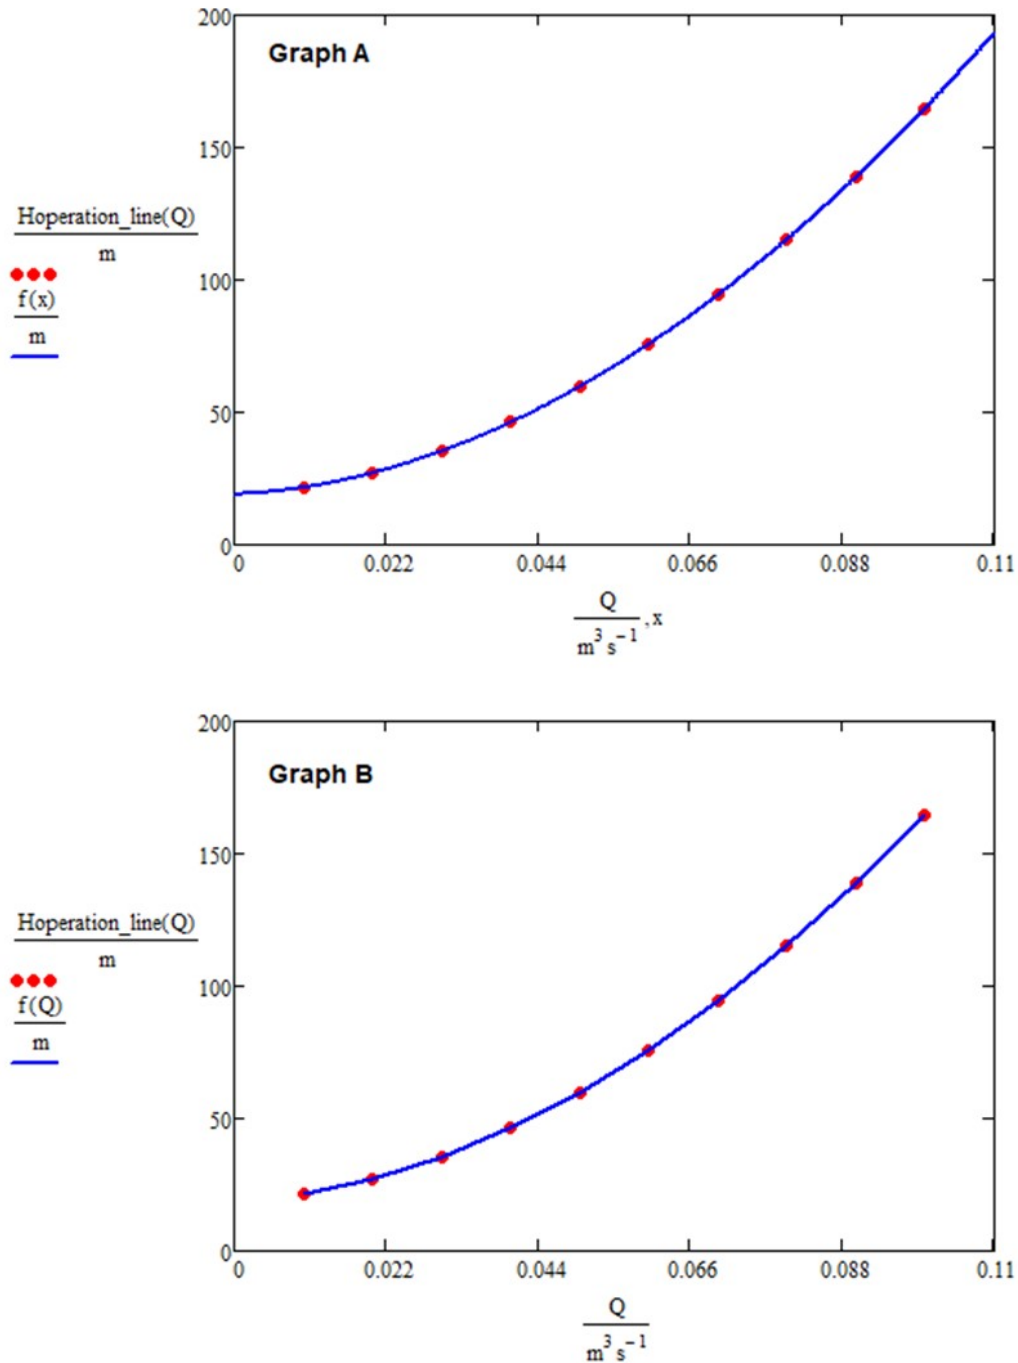 Graph A
200
150
100
50
0
Hoperation_line(Q)
m
f(x)
m
0 0.022 0.044 0.066 0.088 0.11
Q
m³ s⁻¹ , x
Graph B
200
150
100
50
0
Hoperation_line(Q)
m
f(Q)
m
0 0.022 0.044 0.066 0.088 0.11
Q
m³ s⁻¹